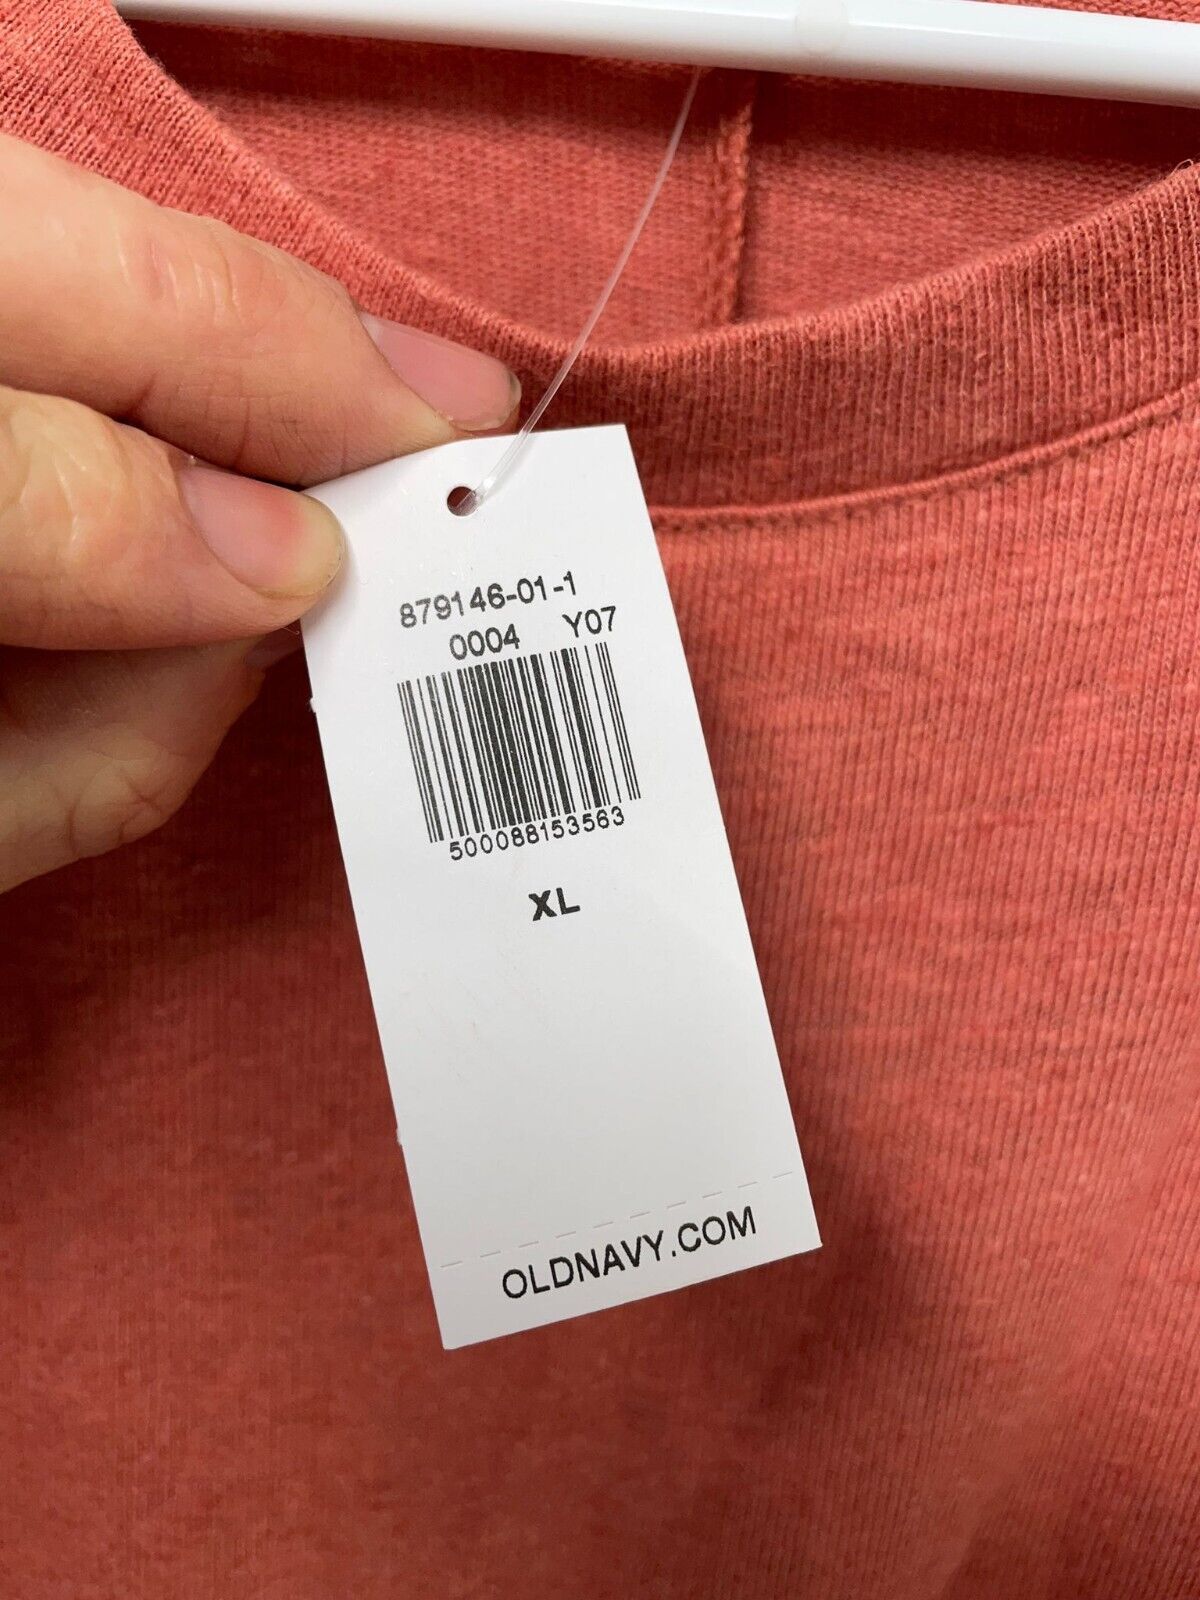 879146-01-1
0004 Y07
500088153563
XL
OLDNAVY.COM